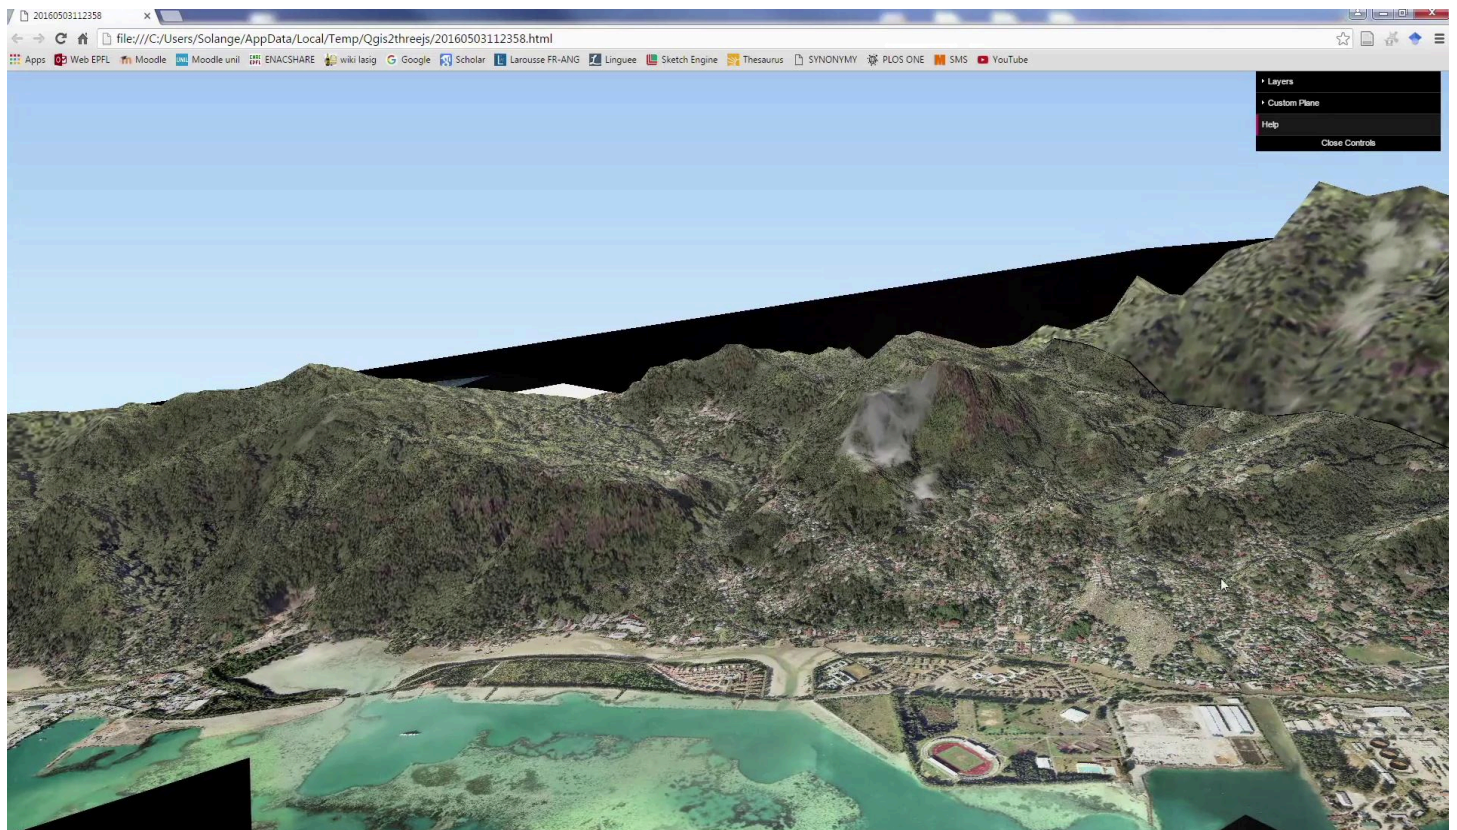 20160503112358
file:///C:/Users/Solange/AppData/Local/Temp/Qgis2threejs/20160503112358.html
Apps Web EPFL Moodle Moodle unil ENACSHARE wiki lasig Google Scholar Larousse FR-ANG Linguee Sketch Engine Thesaurus SYNONYMY PLOS ONE SMS YouTube
Layers
Custom Plane
Help
Close Controls